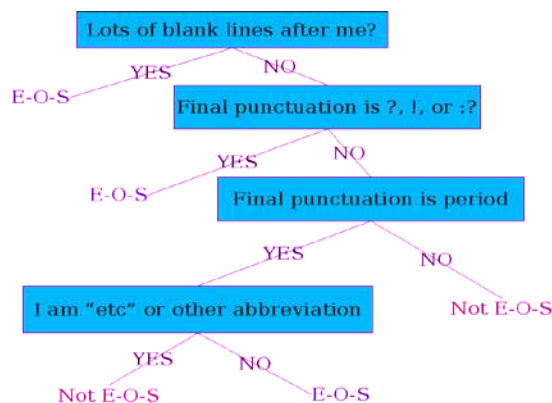 Lots of blank lines after me?
YES
NO
E-O-S
Final punctuation is ?, !, or :?
YES
NO
E-O-S
Final punctuation is period
YES
NO
I am “etc” or other abbreviation
Not E-O-S
YES
NO
Not E-O-S
E-O-S